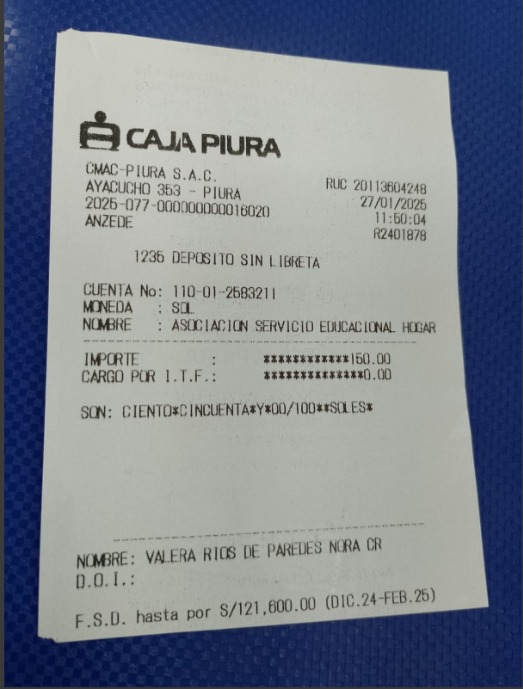 CAJA PIURA
CMAC-PIURA S.A.C.
AYACUCHO 353 - PIURA RUC 20113604248
2025-077-000000000016020 27/01/2025
ANZEDE 11:50:04
R2401878
1235 DEPOSITO SIN LIBRETA
CUENTA No: 110-01-2583211
MONEDA : SOL
NOMBRE : ASOCIACION SERVICIO EDUCACIONAL HOGAR
IMPORTE : ************150.00
CARGO POR I.T.F.: **************0.00
SON: CIENTO*CINCUENTA*Y*00/100**SOLES*
NOMBRE: VALERA RIOS DE PAREDES NORA CR
D.O.I.:
F.S.D. hasta por S/121,600.00 (DIC.24-FEB.25)